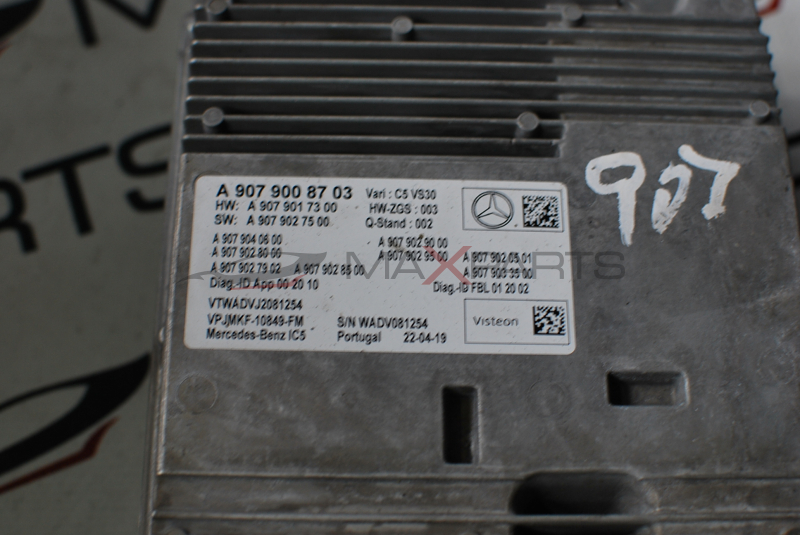 A 907 900 87 03 Vari : C5 VS30
HW: A 907 901 73 00 HW-ZGS : 003
SW: A 907 902 75 00 Q-Stand : 002
A 907 904 06 00 A 907 902 90 00
A 907 902 80 00 A 907 902 95 00 A 907 902 05 01
A 907 902 79 02 A 907 902 85 00 A 907 903 35 00
Diag.-ID App 00 20 10 Diag.-ID FBL 01 20 02
VTWADVJ2081254
VPJMKF-10849-FM S/N WADV081254 Visteon
Mercedes-Benz IC5 Portugal 22-04-19
907
MAXPARTS
ARTS